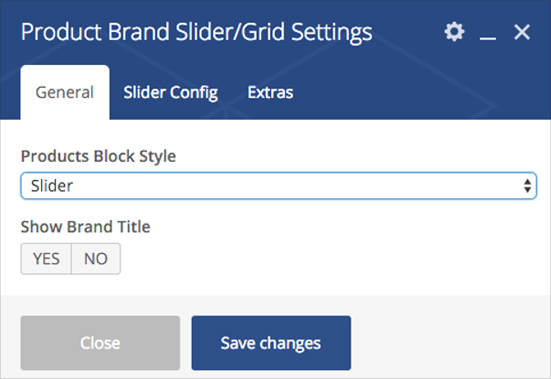 Product Brand Slider/Grid Settings
General Slider Config Extras
Products Block Style
Slider
Show Brand Title
YES NO
Close Save changes